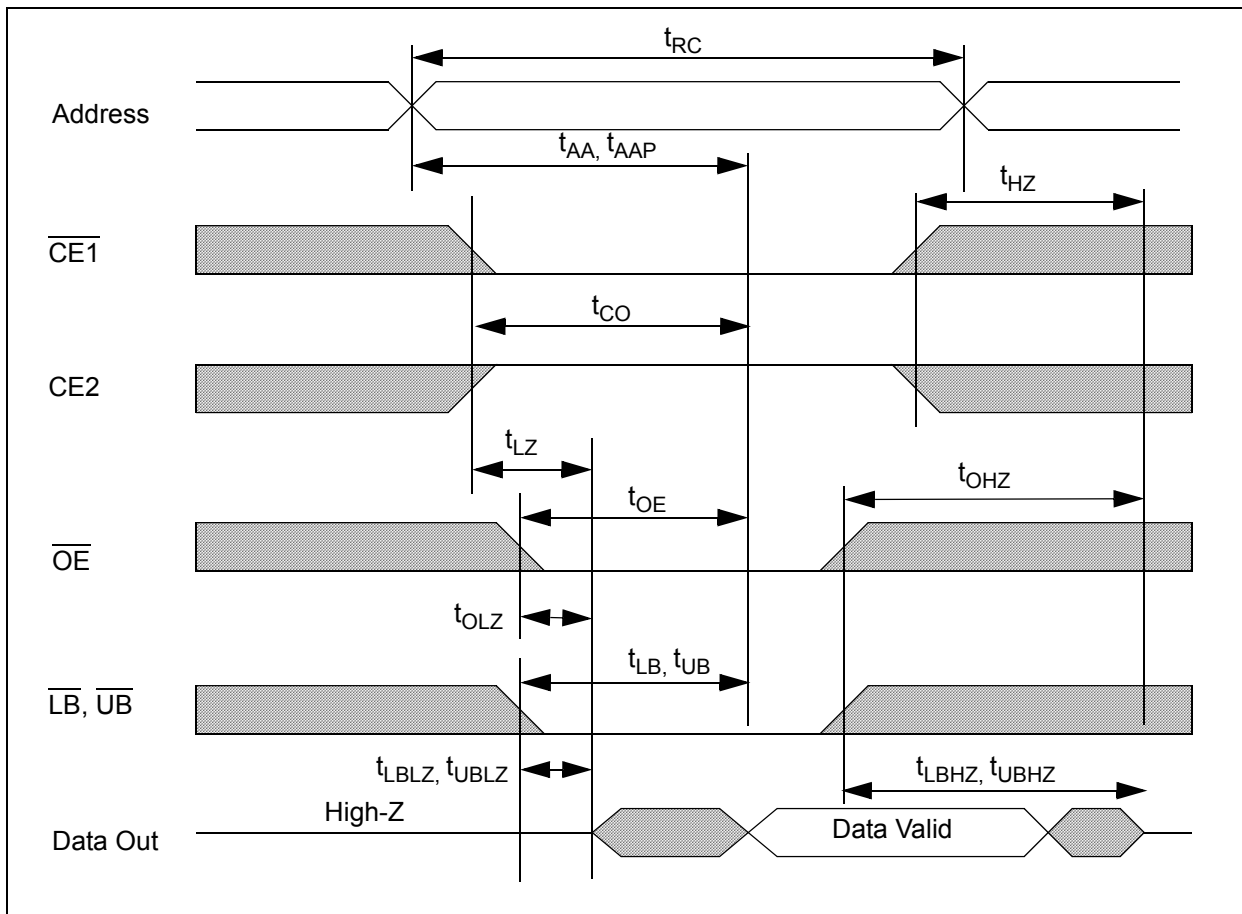 tRC
Address
tAA, tAAP
tHZ
CE1
tCO
CE2
tLZ
tOE
tOHZ
OE
tOLZ
tLB, tUB
LB, UB
tLBLZ, tUBLZ
tLBHZ, tUBHZ
High-Z
Data Valid
Data Out